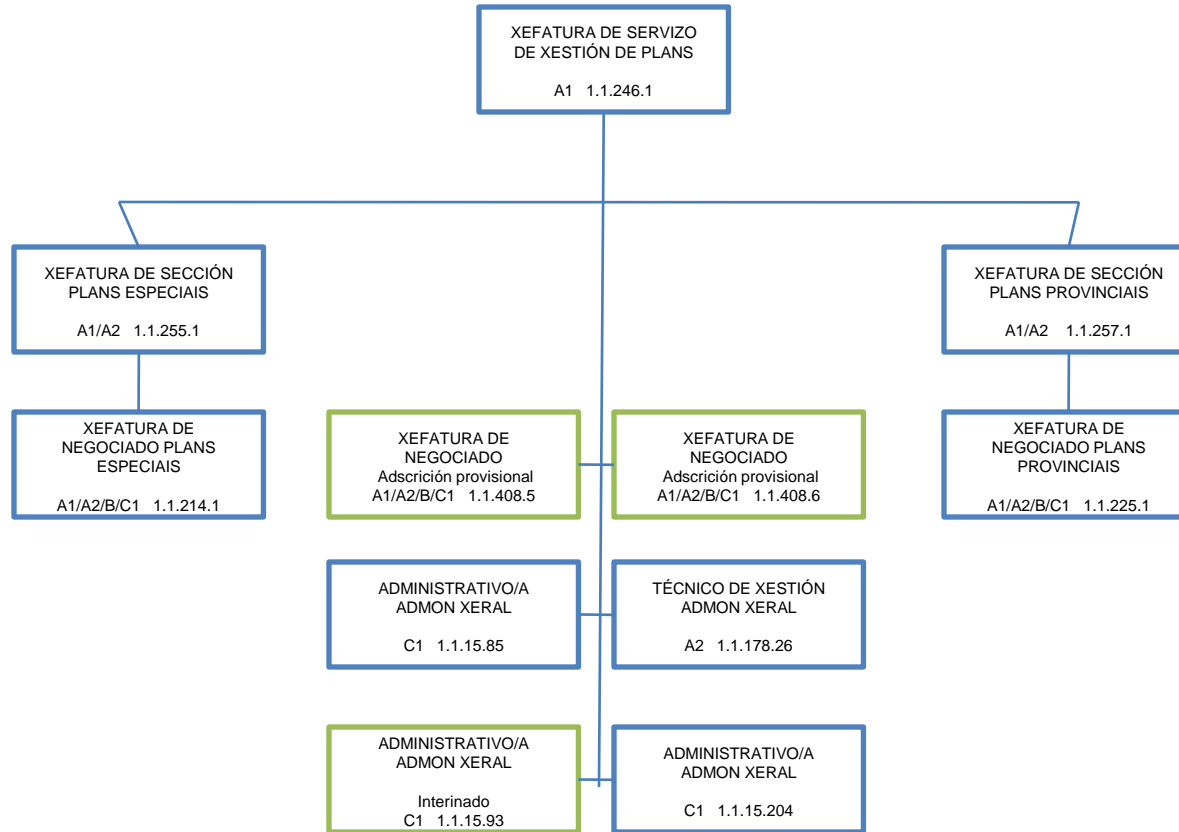 XEFATURA DE SERVIZO
DE XESTIÓN DE PLANS
A1 1.1.246.1
XEFATURA DE SECCIÓN
PLANS ESPECIAIS
A1/A2 1.1.255.1
XEFATURA DE SECCIÓN
PLANS PROVINCIAIS
A1/A2 1.1.257.1
XEFATURA DE
NEGOCIADO PLANS
ESPECIAIS
A1/A2/B/C1 1.1.214.1
XEFATURA DE
NEGOCIADO
Adscrición provisional
A1/A2/B/C1 1.1.408.5
XEFATURA DE
NEGOCIADO
Adscrición provisional
A1/A2/B/C1 1.1.408.6
XEFATURA DE
NEGOCIADO PLANS
PROVINCIAIS
A1/A2/B/C1 1.1.225.1
ADMINISTRATIVO/A
ADMON XERAL
C1 1.1.15.85
TÉCNICO DE XESTIÓN
ADMON XERAL
A2 1.1.178.26
ADMINISTRATIVO/A
ADMON XERAL
Interinado
C1 1.1.15.93
ADMINISTRATIVO/A
ADMON XERAL
C1 1.1.15.204